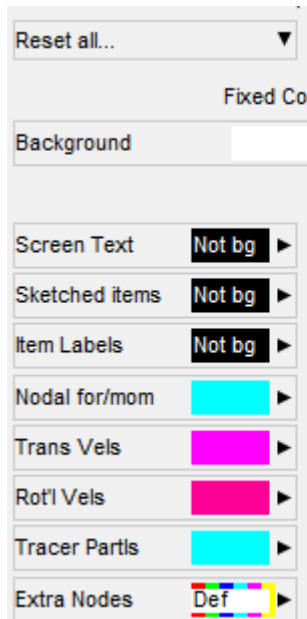 Reset all...
Fixed Co
Background
Screen Text Not bg
Sketched items Not bg
Item Labels Not bg
Nodal for/mom
Trans Vels
Rot'l Vels
Tracer Partls
Extra Nodes Def